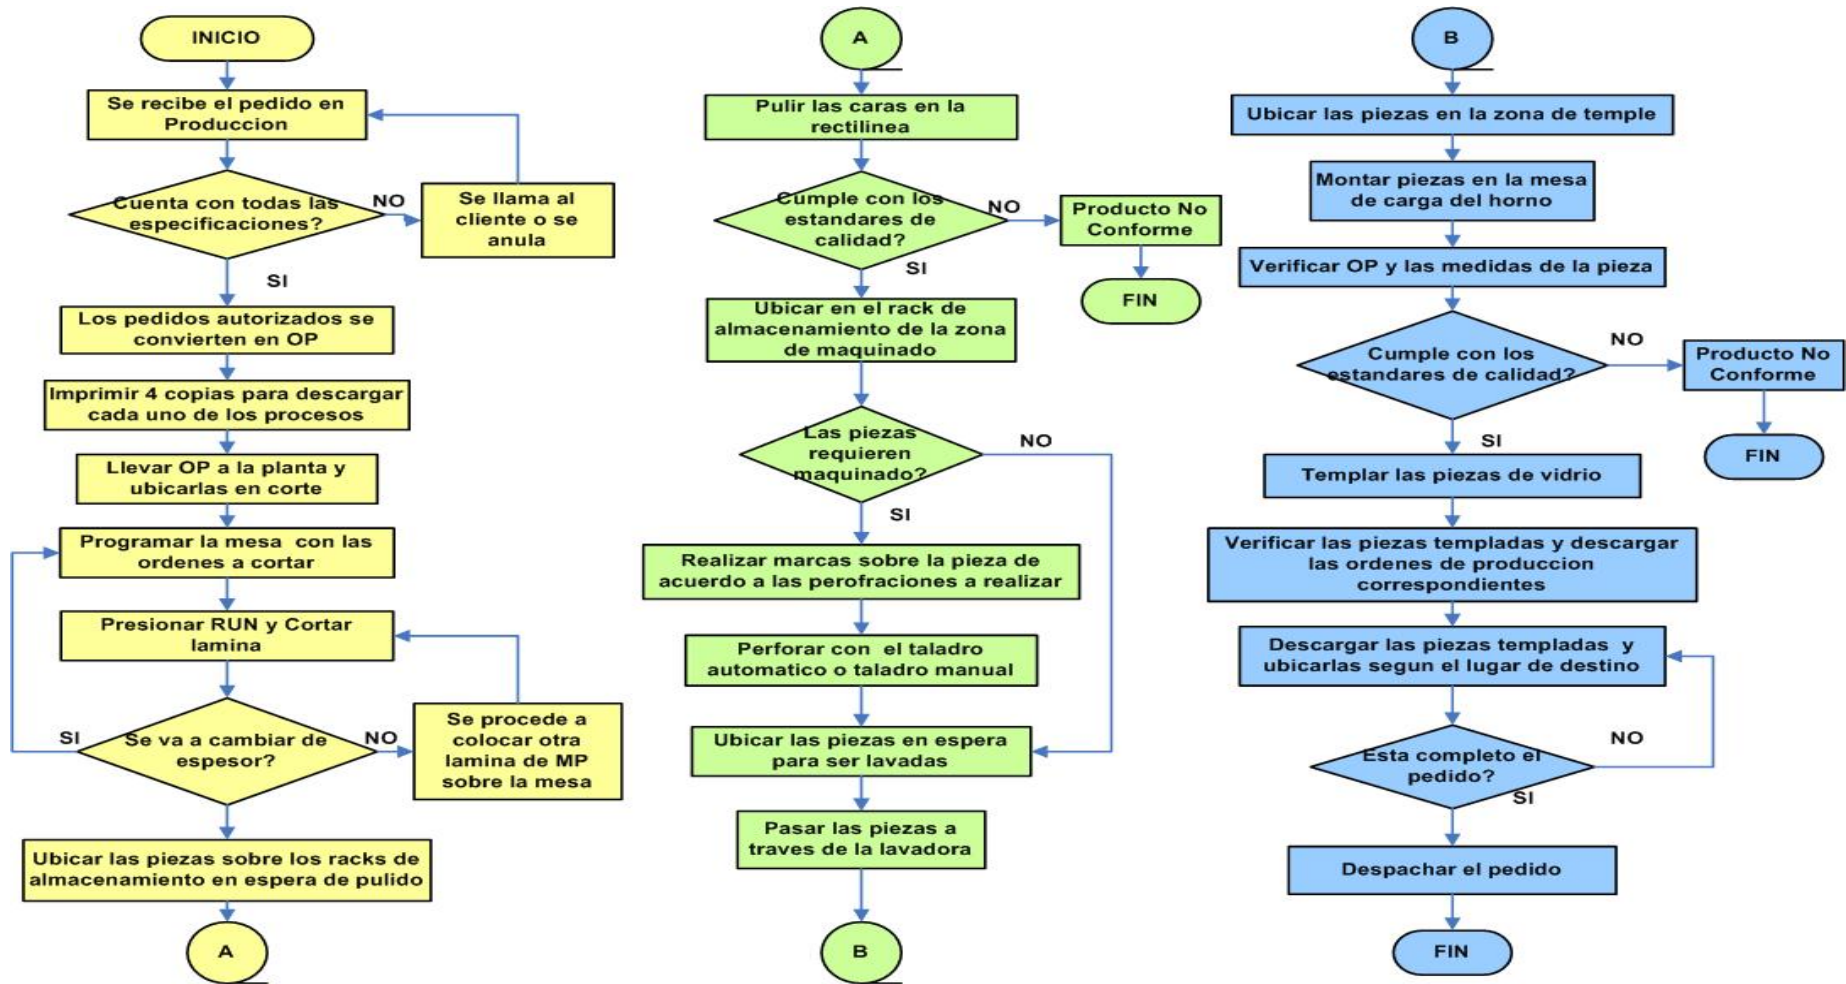 INICIO
Se recibe el pedido en
Produccion
Cuenta con todas las
especificaciones?
NO
Se llama al
cliente o se
anula
SI
Los pedidos autorizados se
convierten en OP
Imprimir 4 copias para descargar
cada uno de los procesos
Llevar OP a la planta y
ubicarlas en corte
Programar la mesa con las
ordenes a cortar
Presionar RUN y Cortar
lamina
SI
Se va a cambiar de
espesor?
NO
Se procede a
colocar otra
lamina de MP
sobre la mesa
Ubicar las piezas sobre los racks de
almacenamiento en espera de pulido
A
A
Pulir las caras en la
rectilinea
Cumple con los
estandares de
calidad?
NO
Producto No
Conforme
FIN
SI
Ubicar en el rack de
almacenamiento de la zona
de maquinado
Las piezas
requieren
maquinado?
NO
SI
Realizar marcas sobre la pieza de
acuerdo a las perofraciones a realizar
Perforar con el taladro
automatico o taladro manual
Ubicar las piezas en espera
para ser lavadas
Pasar las piezas a
traves de la lavadora
B
B
Ubicar las piezas en la zona de temple
Montar piezas en la mesa
de carga del horno
Verificar OP y las medidas de la pieza
Cumple con los
estandares de calidad?
NO
Producto No
Conforme
FIN
SI
Templar las piezas de vidrio
Verificar las piezas templadas y descargar
las ordenes de produccion
correspondientes
Descargar las piezas templadas y
ubicarlas segun el lugar de destino
Esta completo el
pedido?
NO
SI
Despachar el pedido
FIN